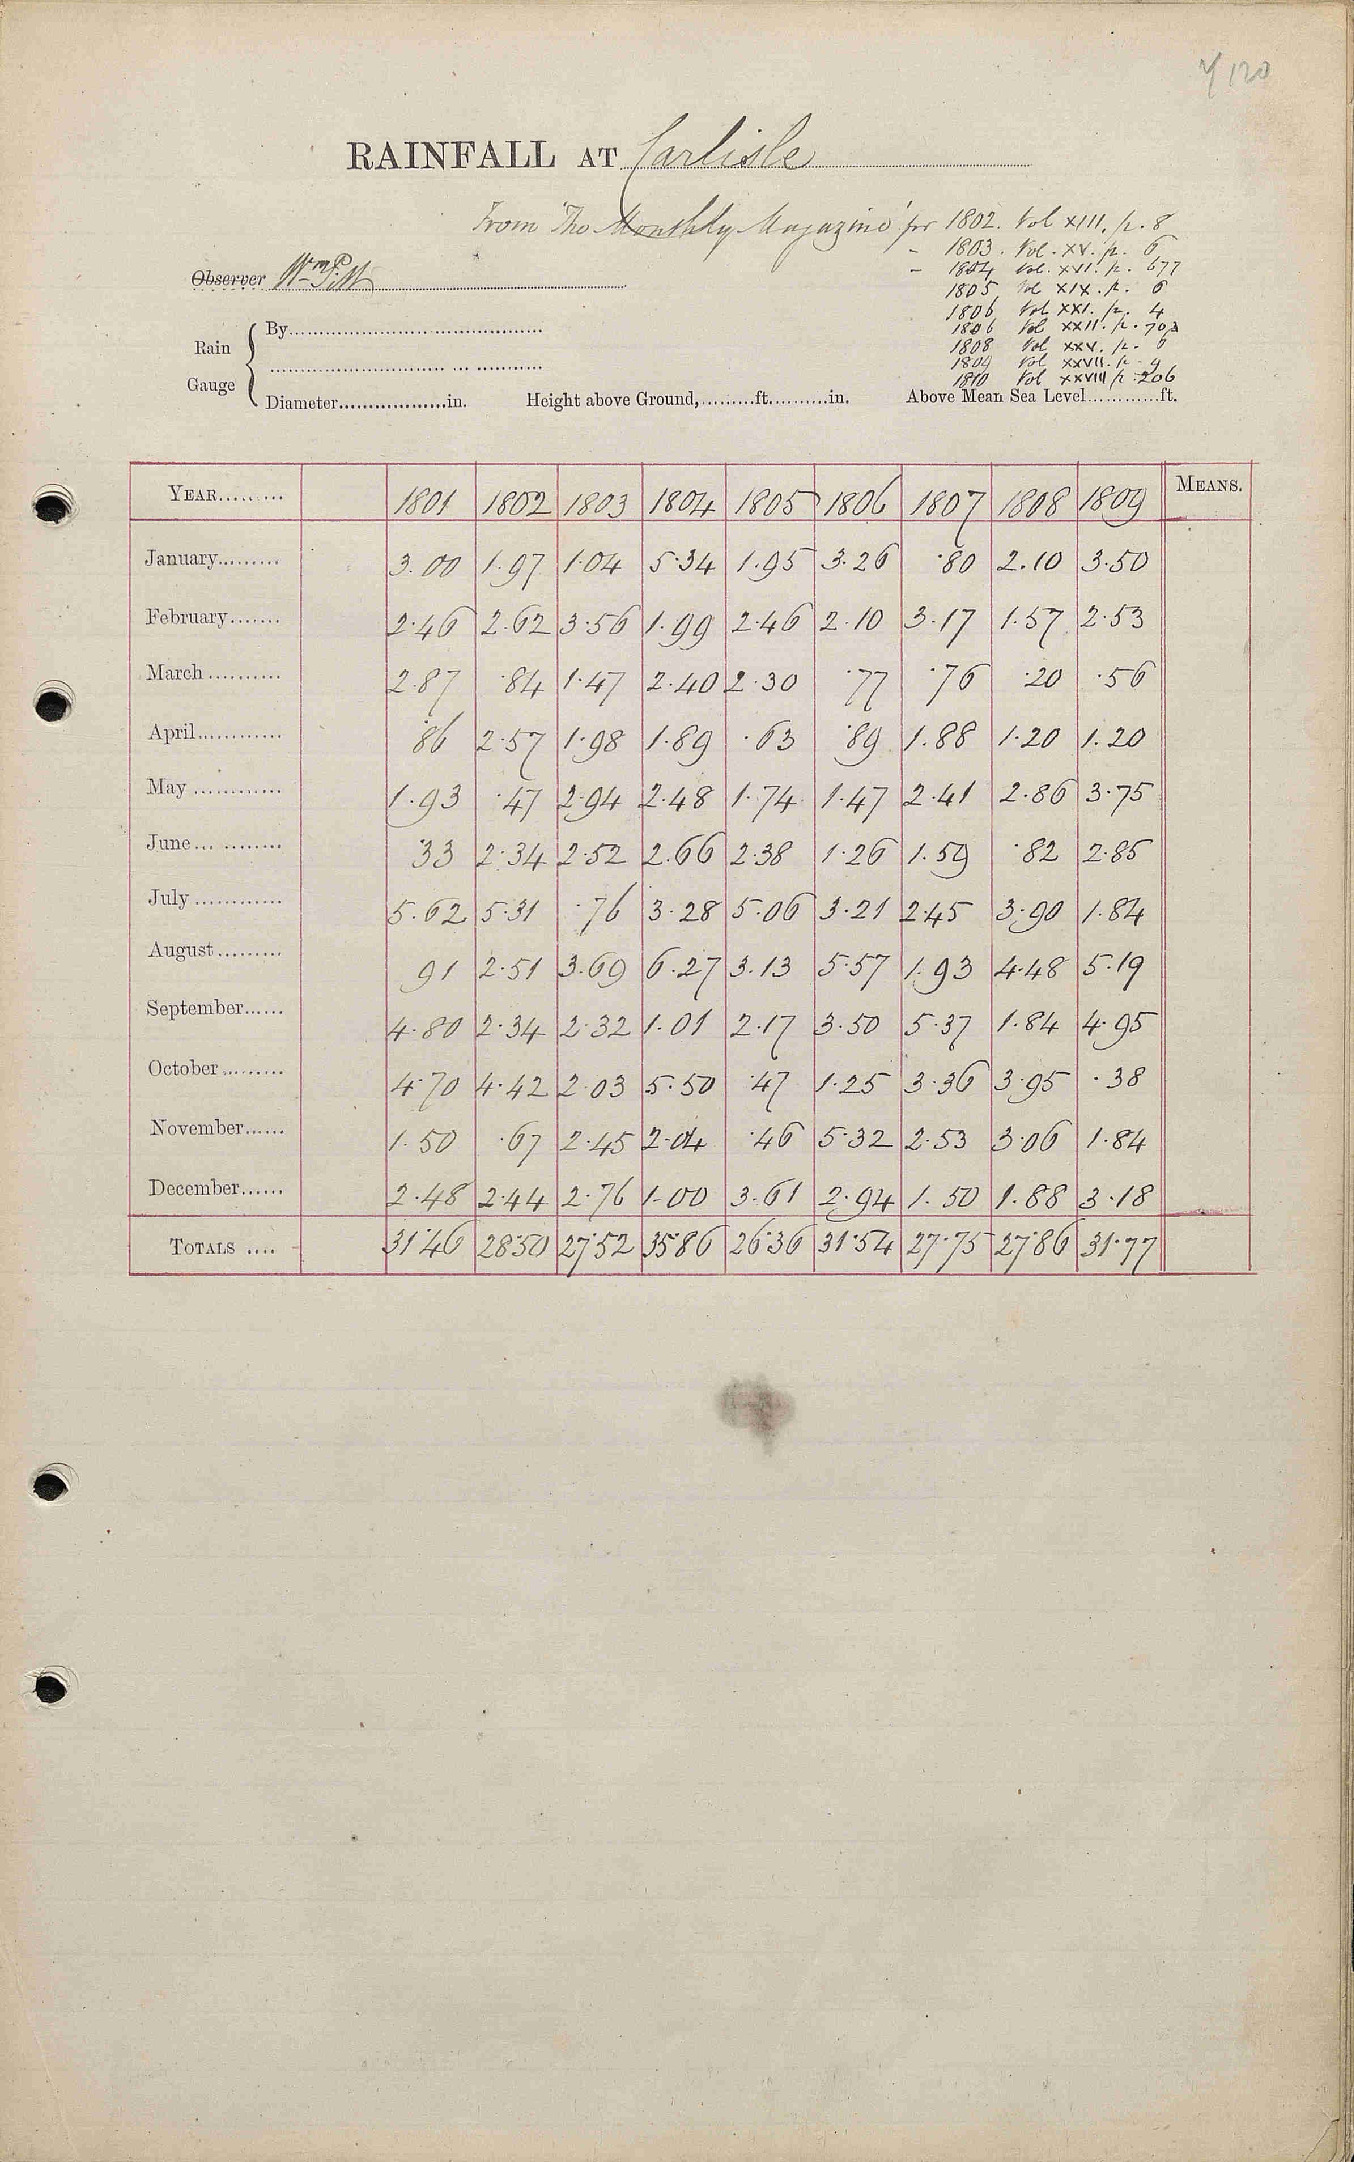 RAINFALL AT Carlisle
From 'The Monthly Magazine' for 1802. Vol XIII. p. 8
" 1803. Vol. XV. p. 6
" 1804 Vol. XVII. p. 677
1805 Vol XIX. p. 6
1806 Vol. XXI. p. 4
1806 Vol XXII. p. 702
1808 Vol XXV. p. 6
1809 Vol XXVII. p 9
1810 Vol XXVIII p. 206
Observer Wm Pitt
Rain Gauge
By
Diameter in. Height above Ground, ft. in. Above Mean Sea Level ft.
YEAR 1801 1802 1803 1804 1805 1806 1807 1808 1809 MEANS.
January 3.00 1.97 1.04 5.34 1.95 3.26 .80 2.10 3.50
February 2.46 2.62 3.56 1.99 2.46 2.10 3.17 1.57 2.53
March 2.87 .84 1.47 2.40 2.30 .77 .76 .20 .56
April .86 2.57 1.98 1.89 .63 .89 1.88 1.20 1.20
May 1.93 .47 2.94 2.48 1.74 1.47 2.41 2.86 3.75
June .33 2.34 2.52 2.66 2.38 1.26 1.59 .82 2.85
July 5.62 5.31 .76 3.28 5.06 3.21 2.45 3.90 1.84
August 91 2.51 3.69 6.27 3.13 5.57 1.93 4.48 5.19
September 4.80 2.34 2.32 1.01 2.17 3.50 5.37 1.84 4.95
October 4.70 4.42 2.03 5.50 .47 1.25 3.36 3.95 .38
November 1.50 .67 2.45 2.04 .46 5.32 2.53 3.06 1.84
December 2.48 2.44 2.76 1.00 3.61 2.94 1.50 1.88 3.18
TOTALS 31.46 28.50 27.52 35.86 26.36 31.54 27.75 27.86 31.77